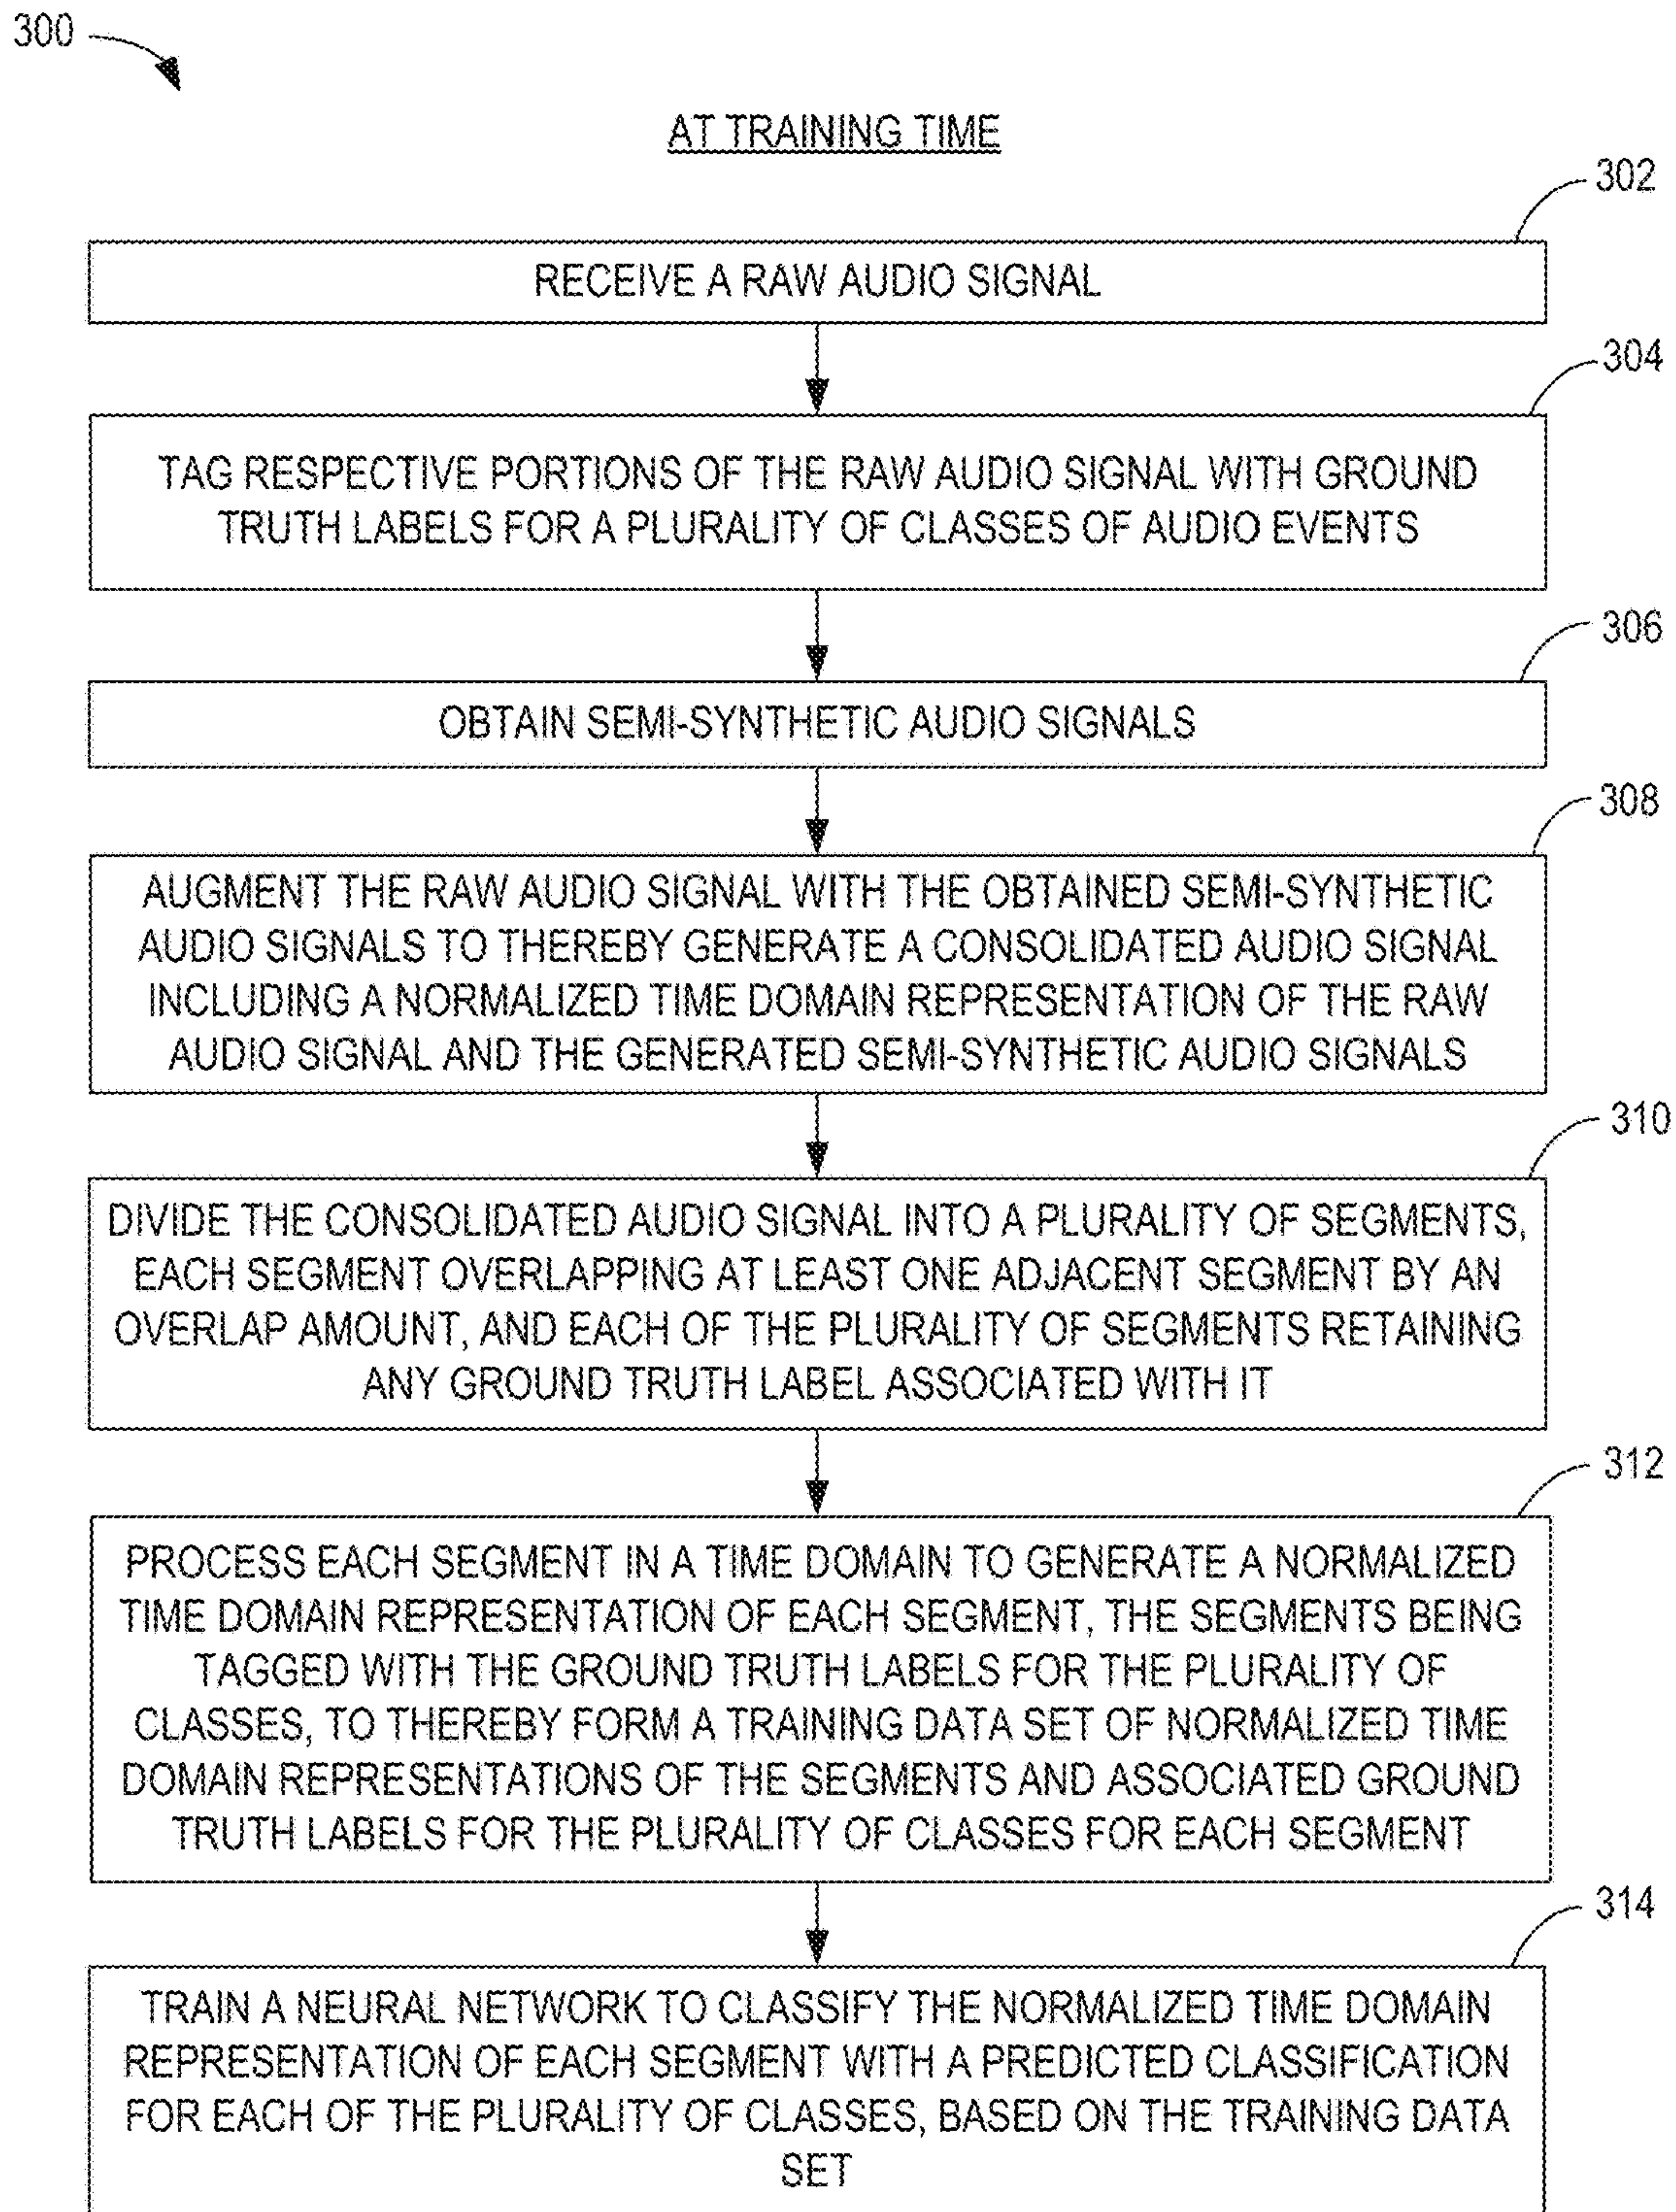 300
AT TRAINING TIME
302
RECEIVE A RAW AUDIO SIGNAL
304
TAG RESPECTIVE PORTIONS OF THE RAW AUDIO SIGNAL WITH GROUND
TRUTH LABELS FOR A PLURALITY OF CLASSES OF AUDIO EVENTS
306
OBTAIN SEMI-SYNTHETIC AUDIO SIGNALS
308
AUGMENT THE RAW AUDIO SIGNAL WITH THE OBTAINED SEMI-SYNTHETIC
AUDIO SIGNALS TO THEREBY GENERATE A CONSOLIDATED AUDIO SIGNAL
INCLUDING A NORMALIZED TIME DOMAIN REPRESENTATION OF THE RAW
AUDIO SIGNAL AND THE GENERATED SEMI-SYNTHETIC AUDIO SIGNALS
310
DIVIDE THE CONSOLIDATED AUDIO SIGNAL INTO A PLURALITY OF SEGMENTS,
EACH SEGMENT OVERLAPPING AT LEAST ONE ADJACENT SEGMENT BY AN
OVERLAP AMOUNT, AND EACH OF THE PLURALITY OF SEGMENTS RETAINING
ANY GROUND TRUTH LABEL ASSOCIATED WITH IT
312
PROCESS EACH SEGMENT IN A TIME DOMAIN TO GENERATE A NORMALIZED
TIME DOMAIN REPRESENTATION OF EACH SEGMENT, THE SEGMENTS BEING
TAGGED WITH THE GROUND TRUTH LABELS FOR THE PLURALITY OF
CLASSES, TO THEREBY FORM A TRAINING DATA SET OF NORMALIZED TIME
DOMAIN REPRESENTATIONS OF THE SEGMENTS AND ASSOCIATED GROUND
TRUTH LABELS FOR THE PLURALITY OF CLASSES FOR EACH SEGMENT
314
TRAIN A NEURAL NETWORK TO CLASSIFY THE NORMALIZED TIME DOMAIN
REPRESENTATION OF EACH SEGMENT WITH A PREDICTED CLASSIFICATION
FOR EACH OF THE PLURALITY OF CLASSES, BASED ON THE TRAINING DATA
SET